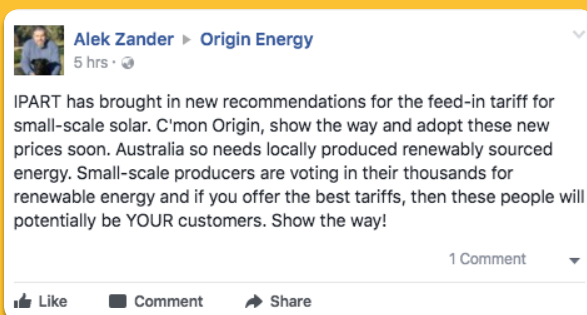 Alek Zander ▸ Origin Energy
5 hrs ·
IPART has brought in new recommendations for the feed-in tariff for
small-scale solar. C'mon Origin, show the way and adopt these new
prices soon. Australia so needs locally produced renewably sourced
energy. Small-scale producers are voting in their thousands for
renewable energy and if you offer the best tariffs, then these people will
potentially be YOUR customers. Show the way!
1 Comment
Like Comment Share